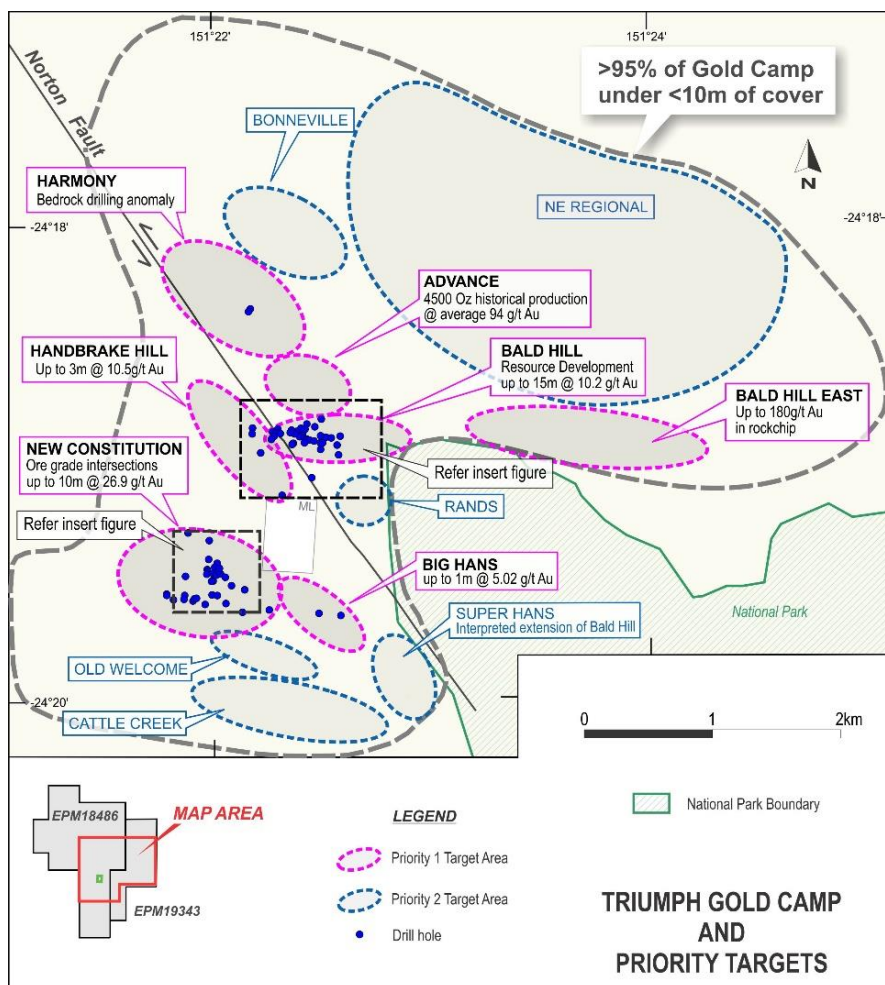 151°22'
151°24'
Norton Fault
>95% of Gold Camp
under <10m of cover
BONNEVILLE
N
HARMONY
Bedrock drilling anomaly
NE REGIONAL
-24°18'
-24°18'
ADVANCE
4500 Oz historical production
@ average 94 g/t Au
HANDBRAKE HILL
Up to 3m @ 10.5g/t Au
BALD HILL
Resource Development
up to 15m @ 10.2 g/t Au
BALD HILL EAST
Up to 180g/t Au
in rockchip
NEW CONSTITUTION
Ore grade intersections
up to 10m @ 26.9 g/t Au
Refer insert figure
Refer insert figure
ML
RANDS
BIG HANS
up to 1m @ 5.02 g/t Au
SUPER HANS
Interpreted extension of Bald Hill
National Park
OLD WELCOME
-24°20'
CATTLE CREEK
0 1 2km
EPM18486
MAP AREA
EPM19343
LEGEND
Priority 1 Target Area
Priority 2 Target Area
Drill hole
National Park Boundary
TRIUMPH GOLD CAMP
AND
PRIORITY TARGETS